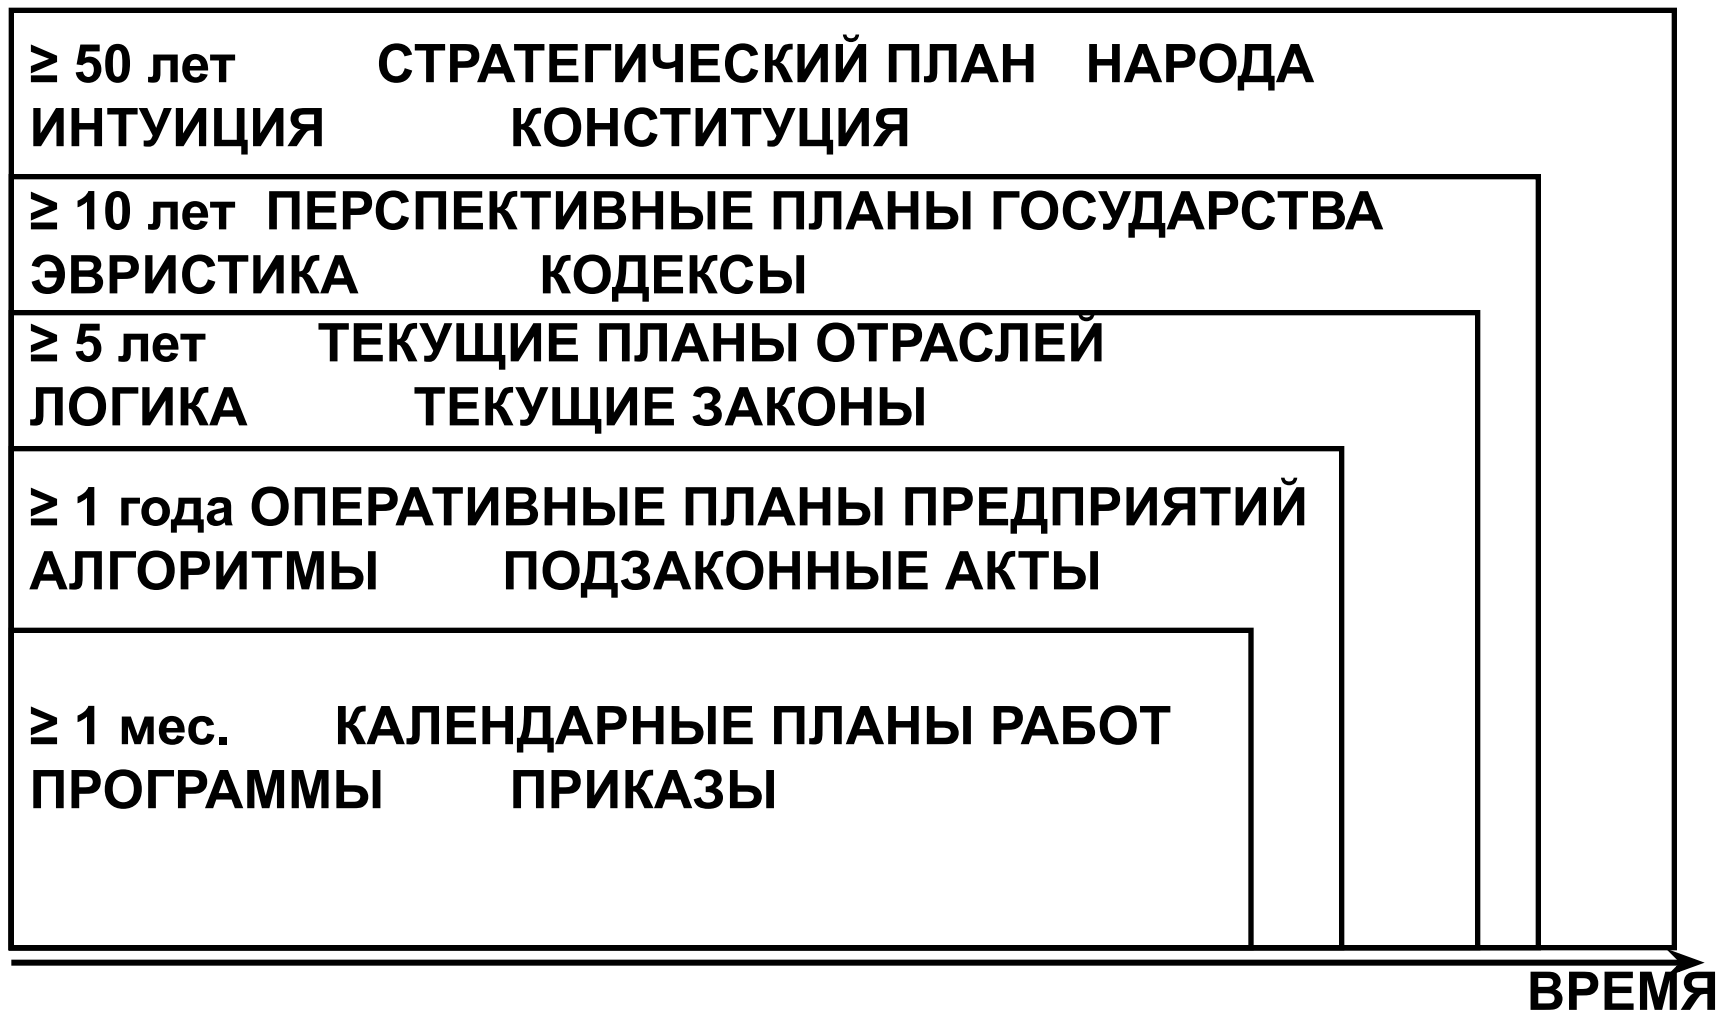 ≥ 50 лет СТРАТЕГИЧЕСКИЙ ПЛАН НАРОДА
ИНТУИЦИЯ КОНСТИТУЦИЯ
≥ 10 лет ПЕРСПЕКТИВНЫЕ ПЛАНЫ ГОСУДАРСТВА
ЭВРИСТИКА КОДЕКСЫ
≥ 5 лет ТЕКУЩИЕ ПЛАНЫ ОТРАСЛЕЙ
ЛОГИКА ТЕКУЩИЕ ЗАКОНЫ
≥ 1 года ОПЕРАТИВНЫЕ ПЛАНЫ ПРЕДПРИЯТИЙ
АЛГОРИТМЫ ПОДЗАКОННЫЕ АКТЫ
≥ 1 мес. КАЛЕНДАРНЫЕ ПЛАНЫ РАБОТ
ПРОГРАММЫ ПРИКАЗЫ
ВРЕМЯ